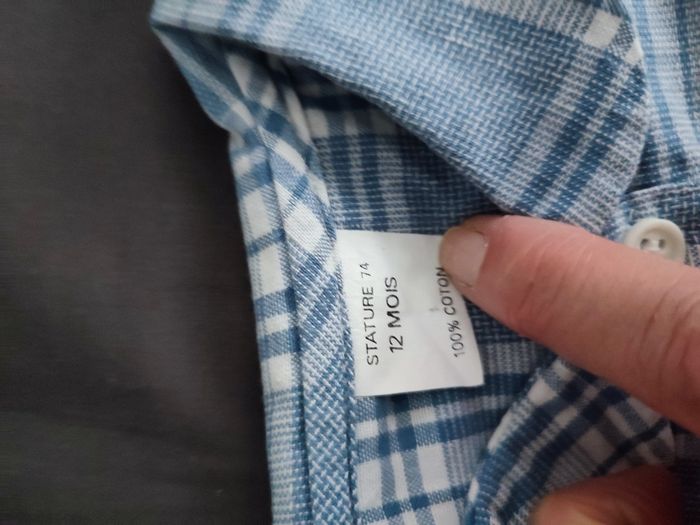 STATURE 74
12 MOIS
100% COTON